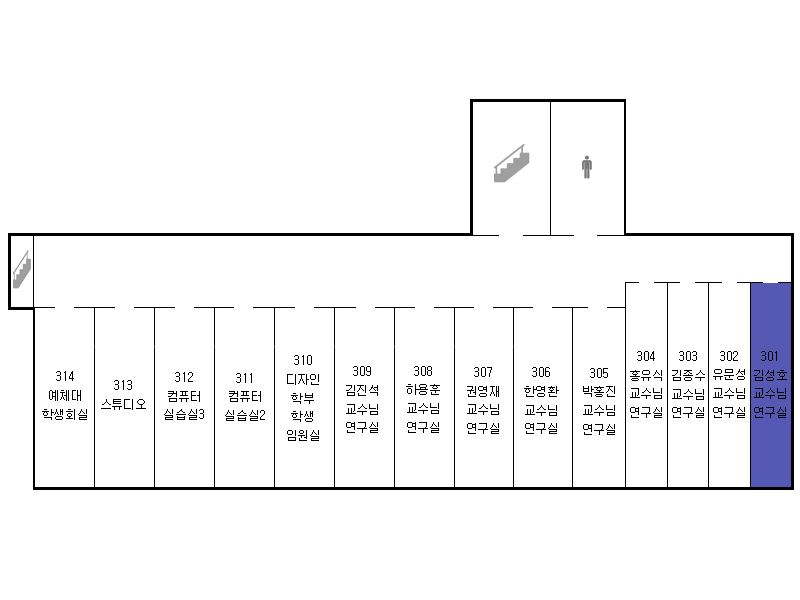 314
예체대
학생회실
313
스튜디오
312
컴퓨터
실습실3
311
컴퓨터
실습실2
310
디자인
학부
학생
임원실
309
김진석
교수님
연구실
308
하용훈
교수님
연구실
307
권영재
교수님
연구실
306
한영환
교수님
연구실
305
박홍진
교수님
연구실
304
홍유식
교수님
연구실
303
김종수
교수님
연구실
302
유문성
교수님
연구실
301
김성호
교수님
연구실